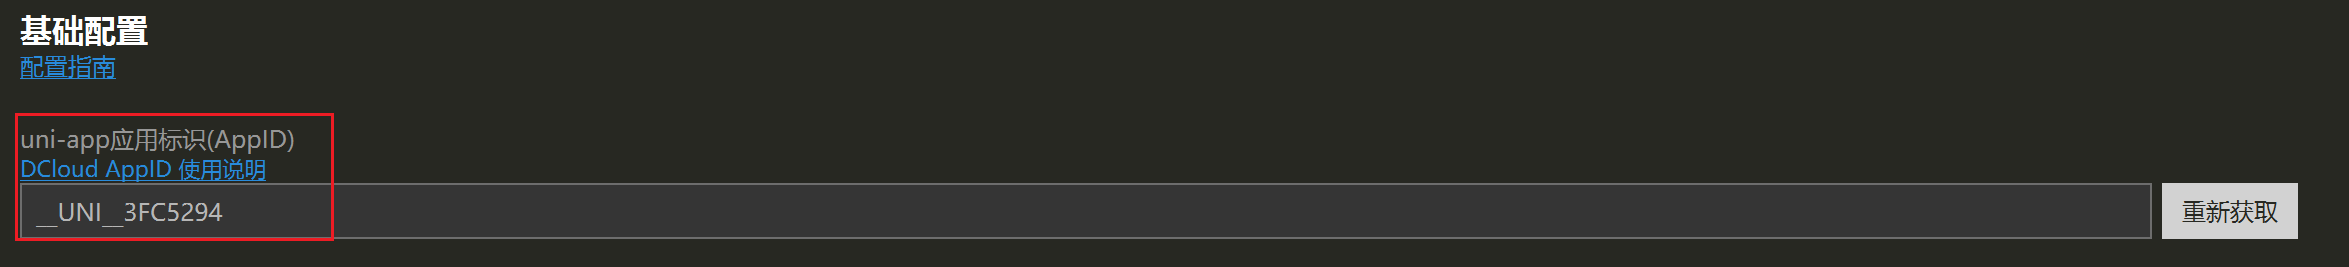 基础配置
配置指南
uni-app应用标识(AppID)
DCloud AppID 使用说明
__UNI__3FC5294
重新获取